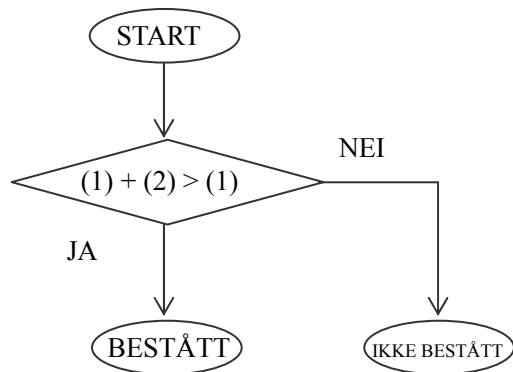 START
NEI
(1) + (2) > (1)
JA
BESTÅTT
IKKE BESTÅTT